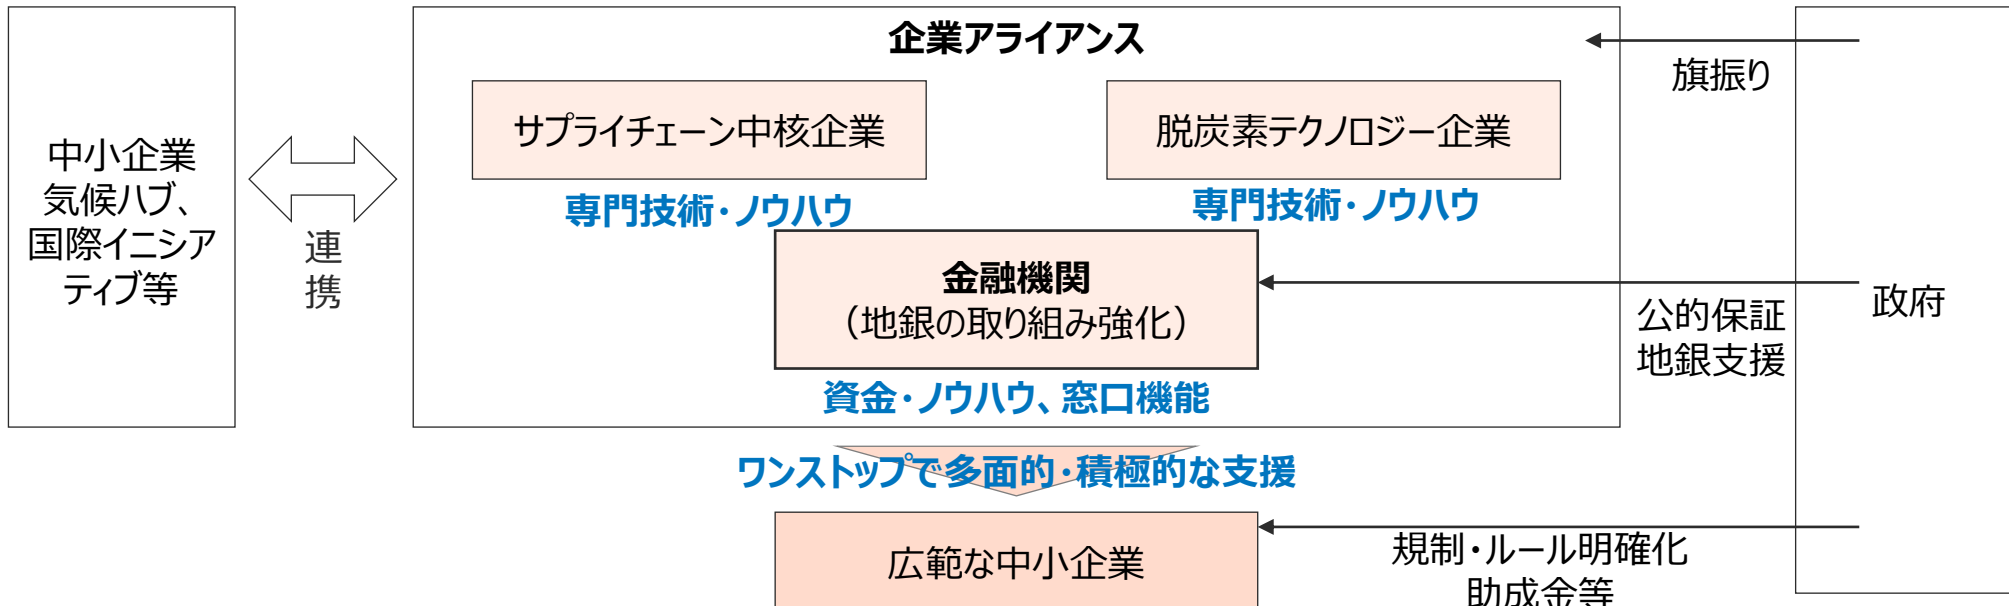 企業アライアンス
旗振り
サプライチェーン中核企業
脱炭素テクノロジー企業
中小企業
気候ハブ、
国際イニシア
ティブ等
連
携
専門技術・ノウハウ
専門技術・ノウハウ
金融機関
（地銀の取り組み強化）
公的保証
地銀支援
政府
資金・ノウハウ、窓口機能
ワンストップで多面的・積極的な支援
広範な中小企業
規制・ルール明確化
助成金等